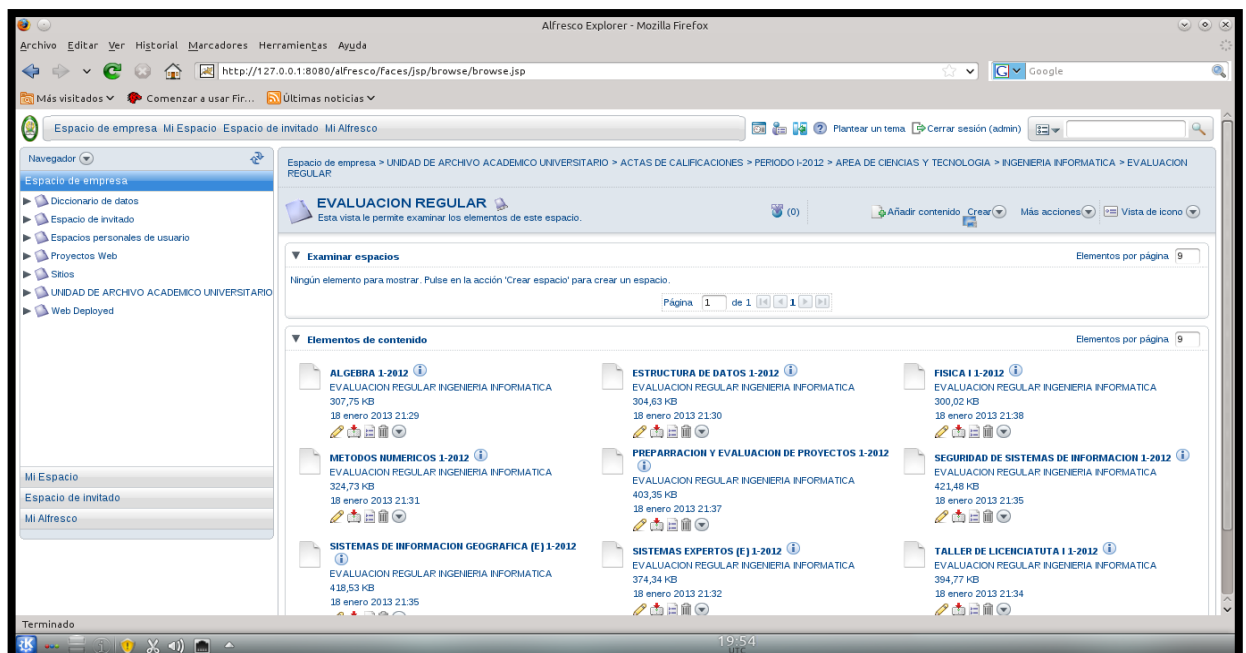 Alfresco Explorer - Mozilla Firefox
Archivo Editar Ver Historial Marcadores Herramientas Ayuda
http://127.0.0.1:8080/alfresco/faces/jsp/browse/browse.jsp
Google
Más visitados Comenzar a usar Fir... Últimas noticias
Espacio de empresa Mi Espacio Espacio de invitado Mi Alfresco
Plantear un tema Cerrar sesión (admin)
Navegador
Espacio de empresa
Diccionario de datos
Espacio de invitado
Espacios personales de usuario
Proyectos Web
Sitios
UNIDAD DE ARCHIVO ACADEMICO UNIVERSITARIO
Web Deployed
Mi Espacio
Espacio de invitado
Mi Alfresco
Espacio de empresa > UNIDAD DE ARCHIVO ACADEMICO UNIVERSITARIO > ACTAS DE CALIFICACIONES > PERIODO I-2012 > AREA DE CIENCIAS Y TECNOLOGIA > INGENIERIA INFORMATICA > EVALUACION
REGULAR
EVALUACION REGULAR
Esta vista le permite examinar los elementos de este espacio.
(0)
Añadir contenido Crear Más acciones Vista de icono
Examinar espacios
Elementos por página 9
Ningún elemento para mostrar. Pulse en la acción 'Crear espacio' para crear un espacio.
Página 1 de 1 1
Elementos de contenido
Elementos por página 9
ALGEBRA 1-2012
EVALUACION REGULAR INGENIERIA INFORMATICA
307,75 KB
18 enero 2013 21:29
ESTRUCTURA DE DATOS 1-2012
EVALUACION REGULAR INGENIERIA INFORMATICA
304,63 KB
18 enero 2013 21:30
FISICA I 1-2012
EVALUACION REGULAR INGENIERIA INFORMATICA
300,02 KB
18 enero 2013 21:38
METODOS NUMERICOS 1-2012
EVALUACION REGULAR INGENIERIA INFORMATICA
324,73 KB
18 enero 2013 21:31
PREPARRACION Y EVALUACION DE PROYECTOS 1-2012
EVALUACION REGULAR INGENIERIA INFORMATICA
403,35 KB
18 enero 2013 21:37
SEGURIDAD DE SISTEMAS DE INFORMACION 1-2012
EVALUACION REGULAR INGENIERIA INFORMATICA
421,48 KB
18 enero 2013 21:35
SISTEMAS DE INFORMACION GEOGRAFICA (E) 1-2012
EVALUACION REGULAR INGENIERIA INFORMATICA
418,53 KB
18 enero 2013 21:35
SISTEMAS EXPERTOS (E) 1-2012
EVALUACION REGULAR INGENIERIA INFORMATICA
374,34 KB
18 enero 2013 21:32
TALLER DE LICENCIATUTA I 1-2012
EVALUACION REGULAR INGENIERIA INFORMATICA
394,77 KB
18 enero 2013 21:34
Terminado
19:54
UTC